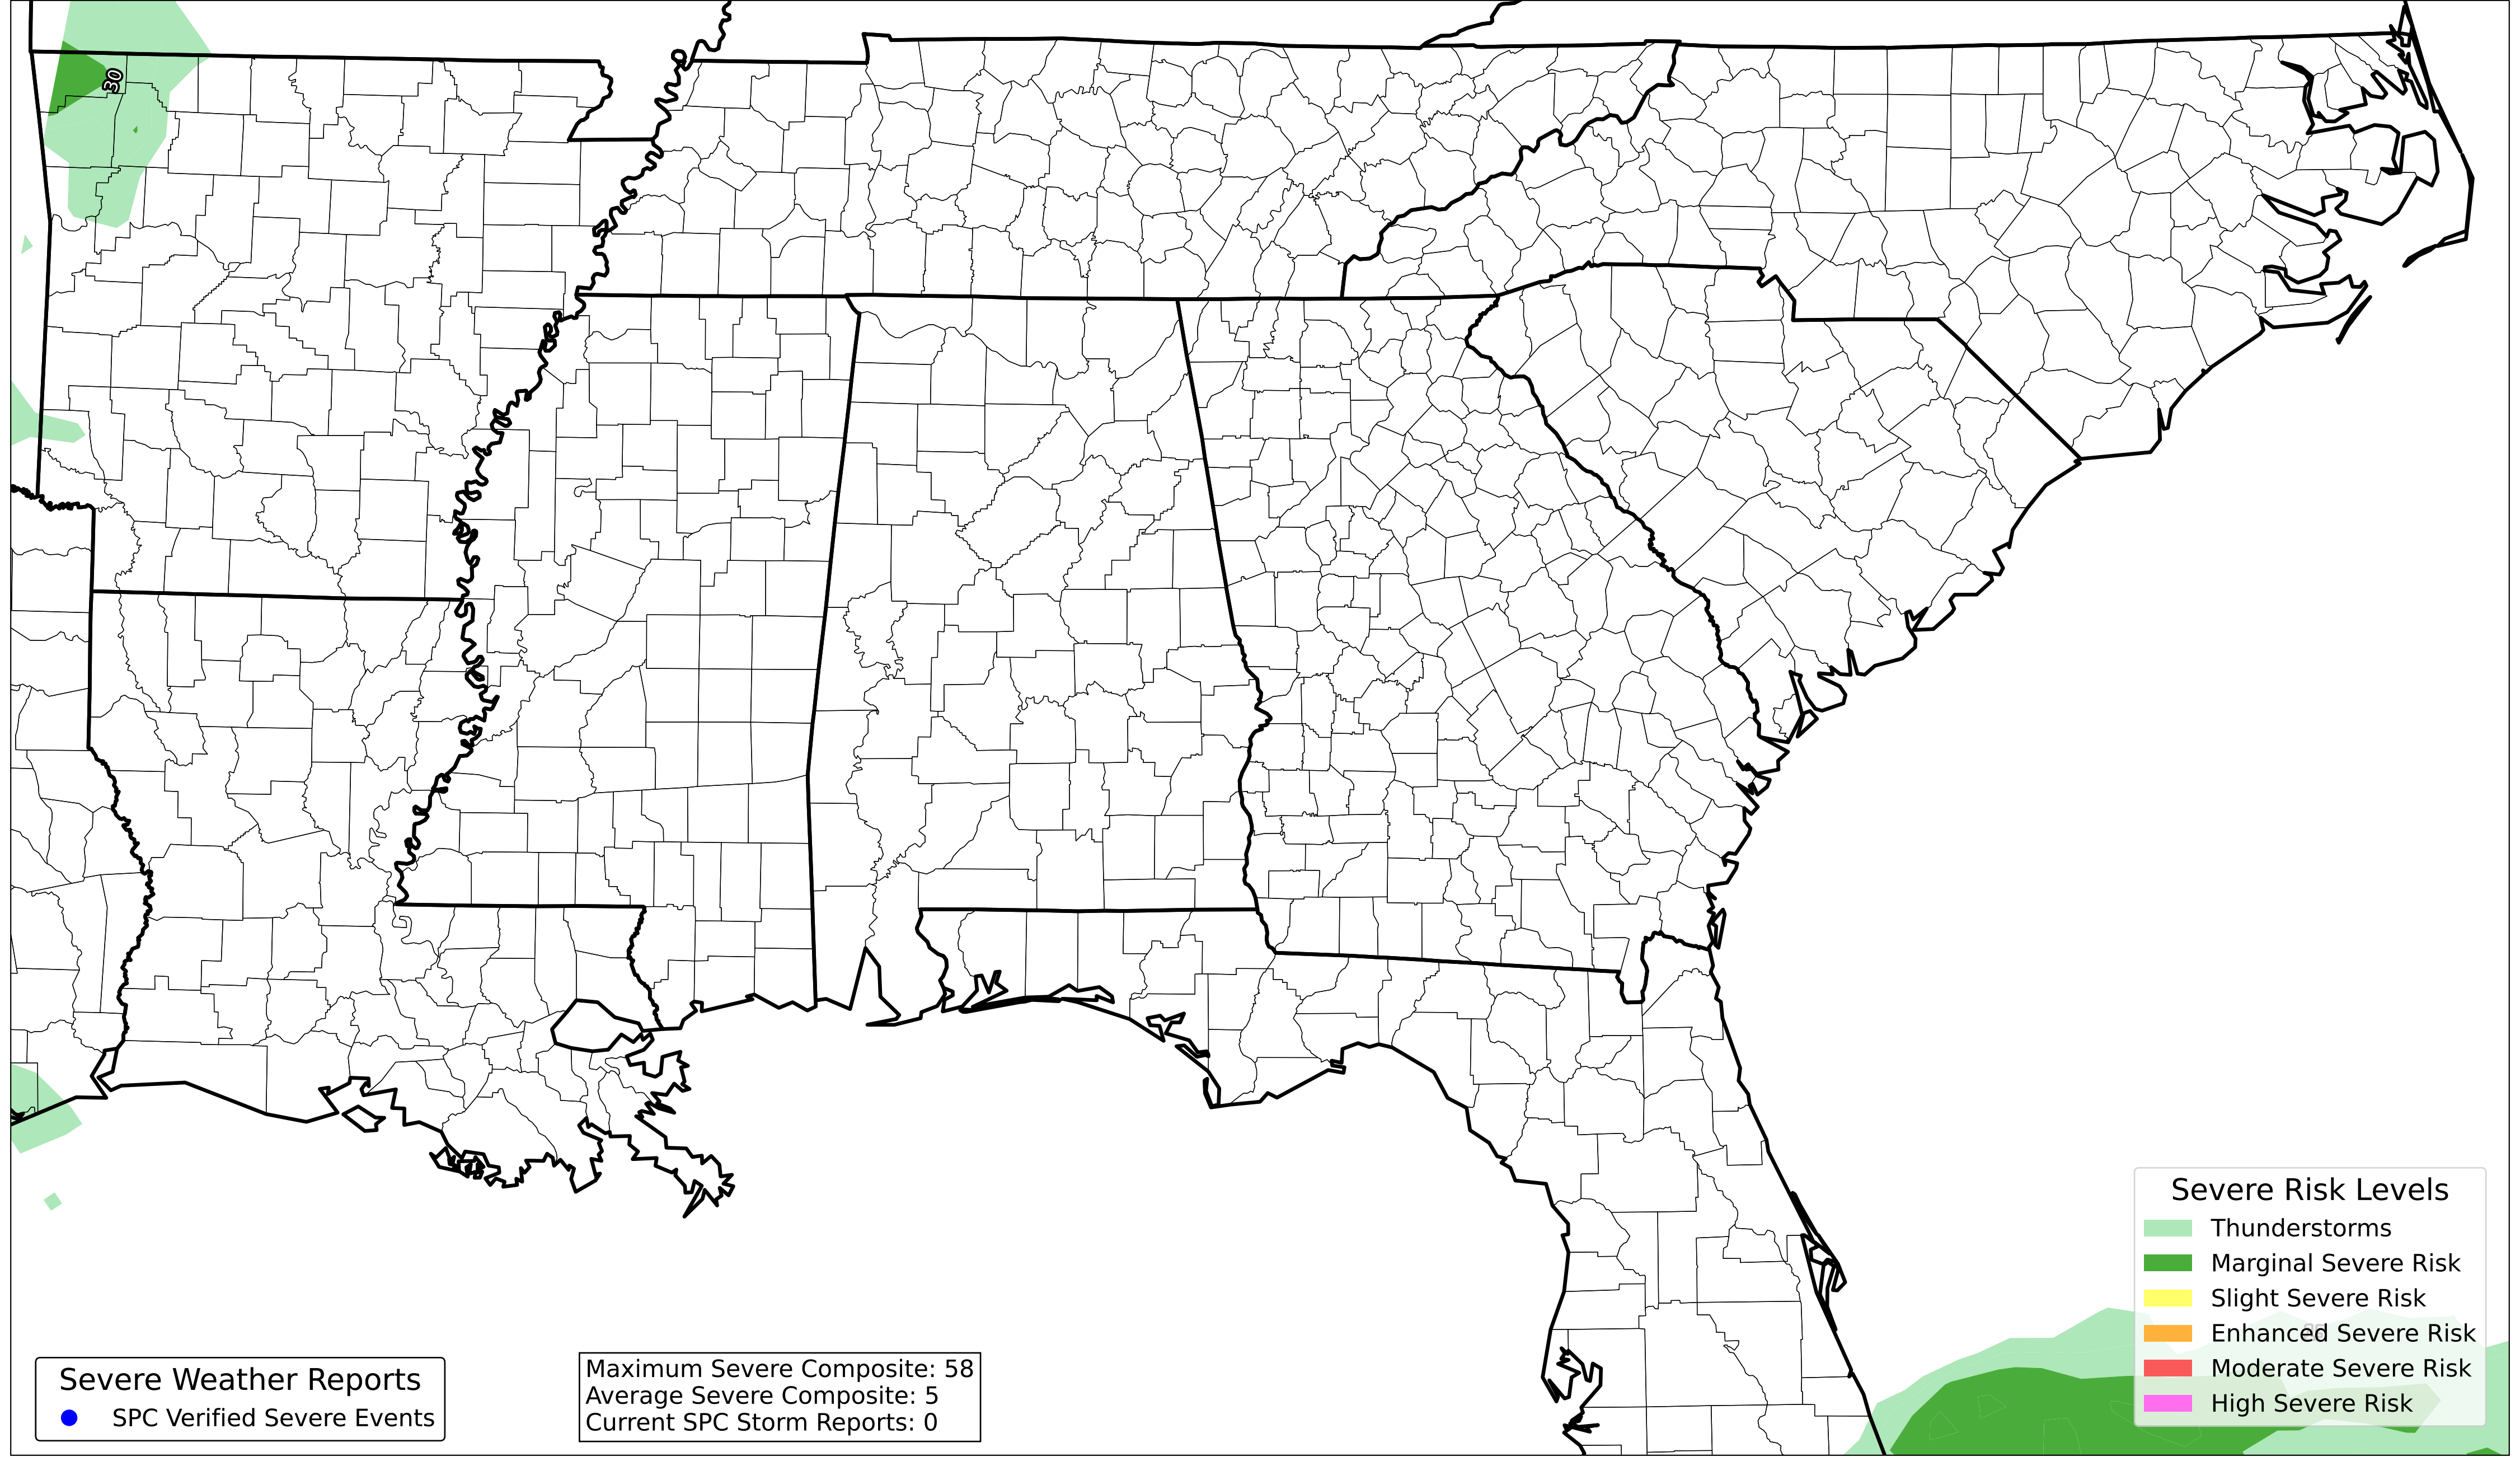 30
Severe Risk Levels
Thunderstorms
Marginal Severe Risk
Slight Severe Risk
Enhanced Severe Risk
Moderate Severe Risk
High Severe Risk
Severe Weather Reports
SPC Verified Severe Events
Maximum Severe Composite: 58
Average Severe Composite: 5
Current SPC Storm Reports: 0